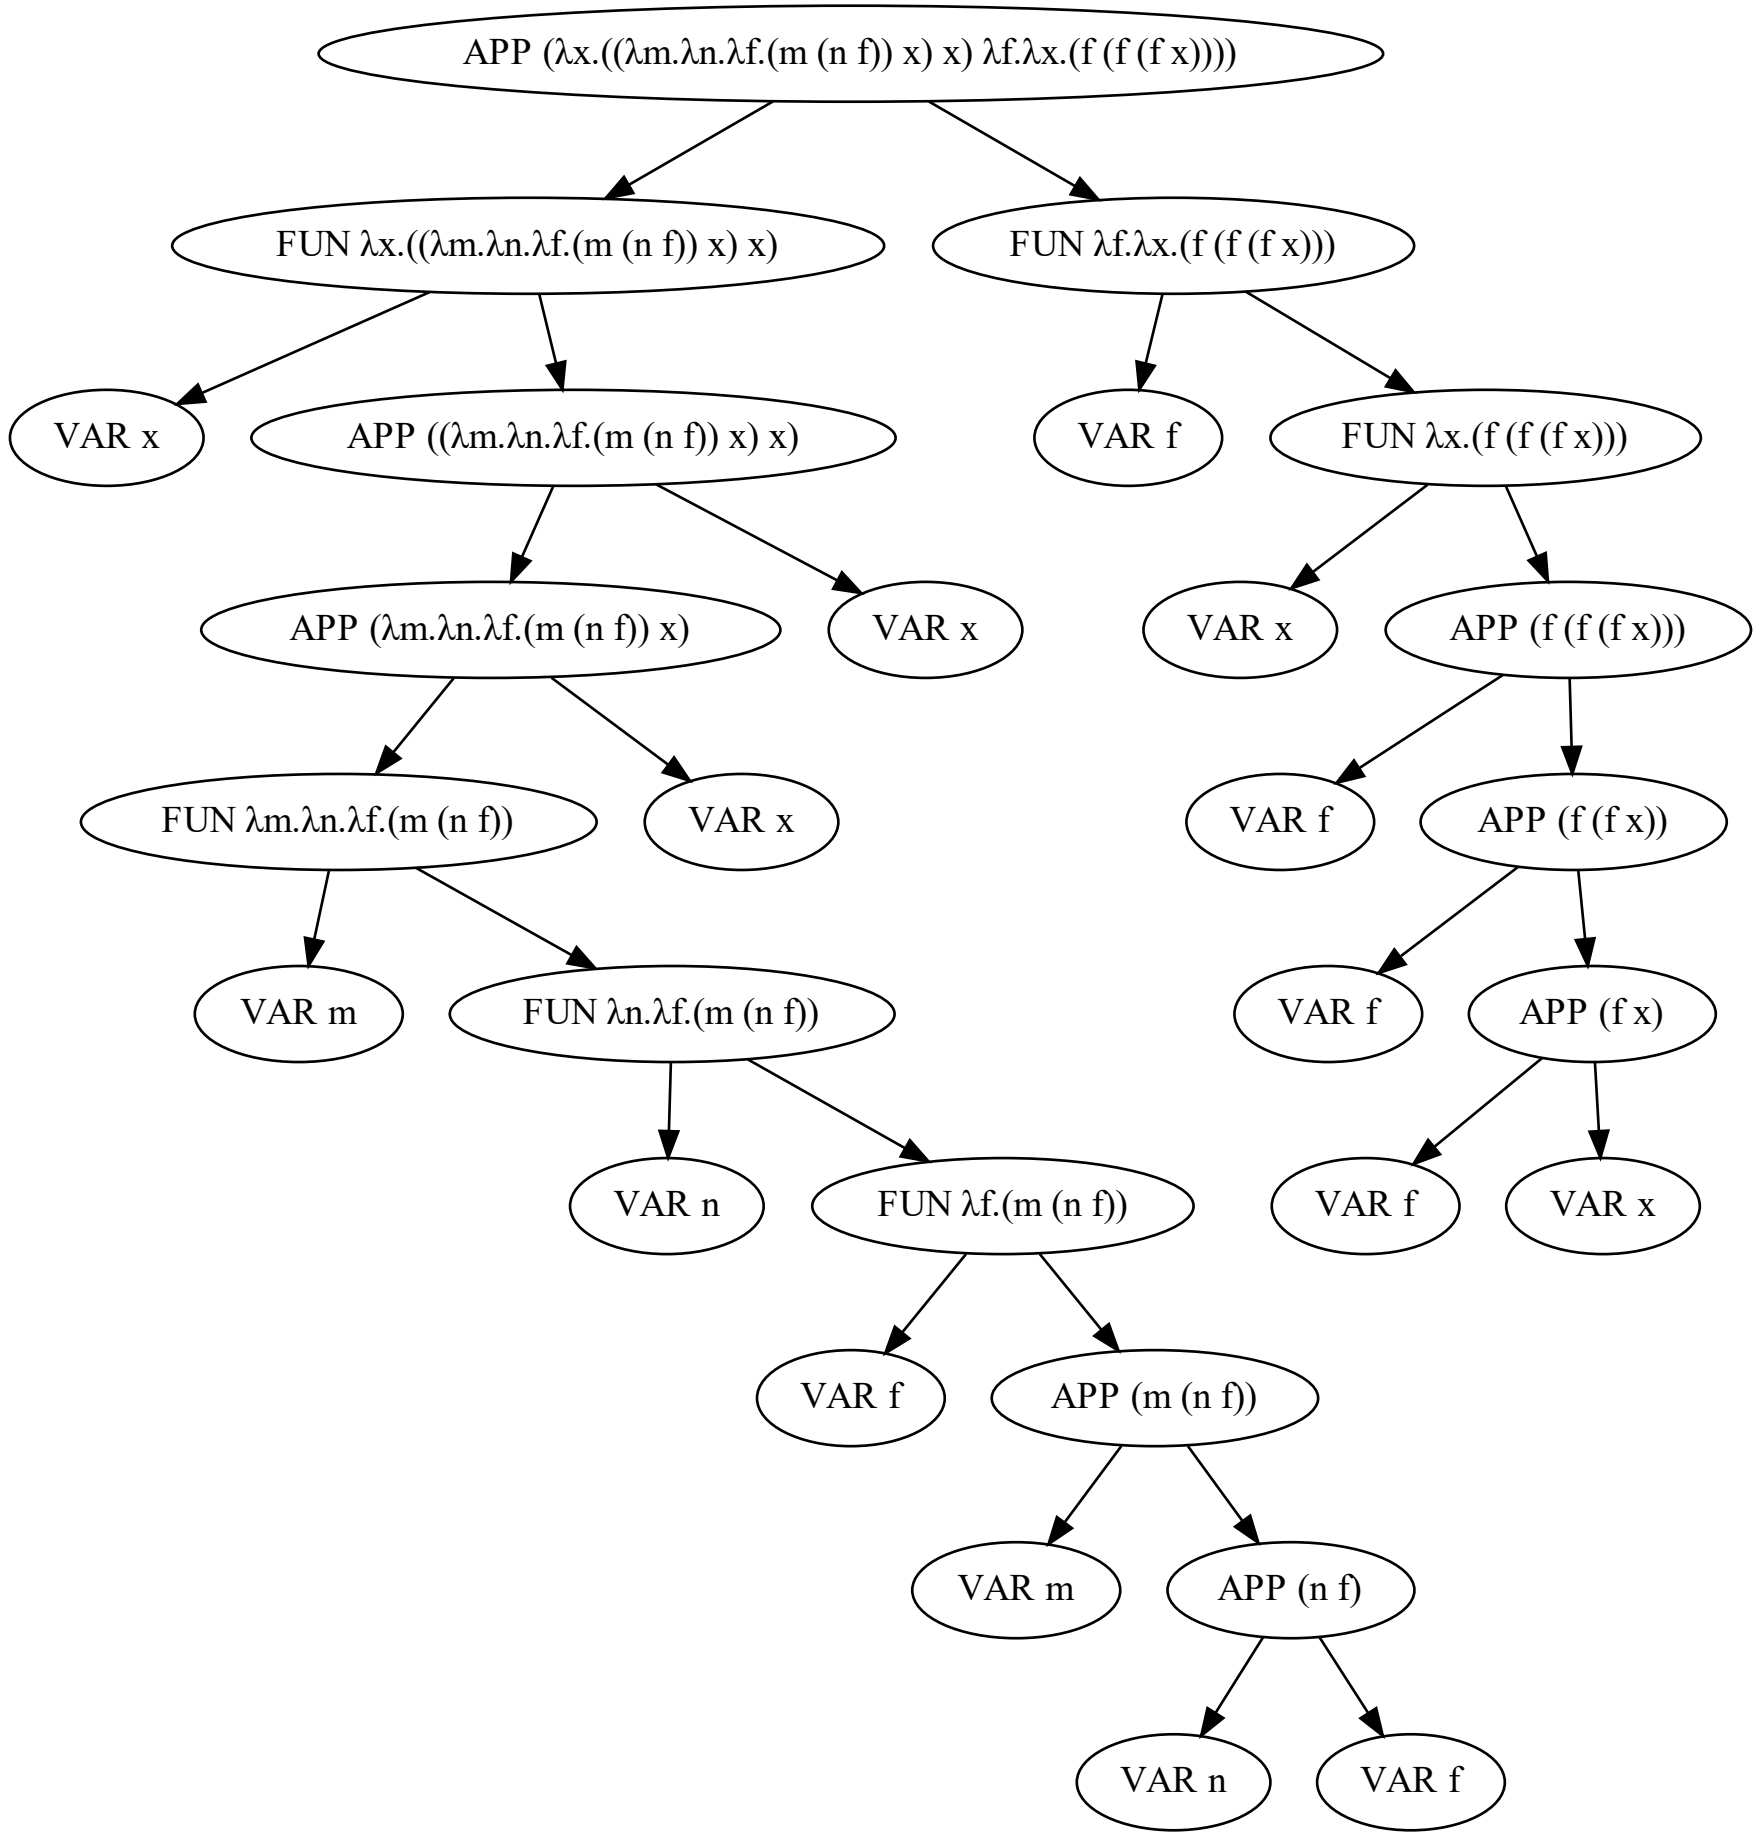 APP (λx.((λm.λn.λf.(m (n f)) x) x) λf.λx.(f (f (f x))))
FUN λx.((λm.λn.λf.(m (n f)) x) x)
FUN λf.λx.(f (f (f x)))
VAR x
APP ((λm.λn.λf.(m (n f)) x) x)
VAR f
FUN λx.(f (f (f x)))
APP (λm.λn.λf.(m (n f)) x)
VAR x
VAR x
APP (f (f (f x)))
FUN λm.λn.λf.(m (n f))
VAR x
VAR f
APP (f (f x))
VAR m
FUN λn.λf.(m (n f))
VAR f
APP (f x)
VAR n
FUN λf.(m (n f))
VAR f
VAR x
VAR f
APP (m (n f))
VAR m
APP (n f)
VAR n
VAR f